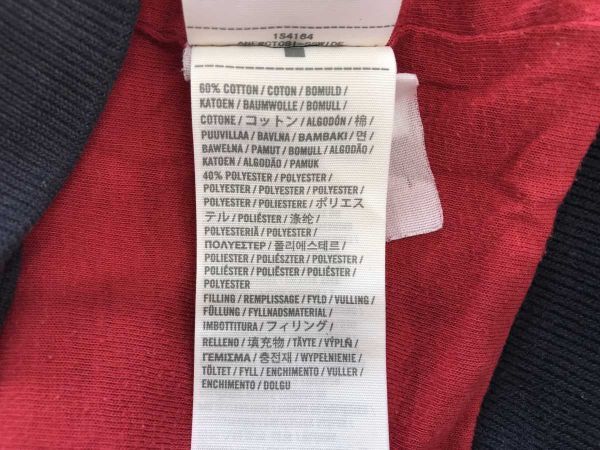 1S4164
60% COTTON / COTON / BOMULD /
KATOEN / BAUMWOLLE / BOMULL /
COTONE / コットン / ALGODÓN / 棉 /
PUUVILLAA / BAVLNA / BAMBAKI / 면 /
BAWEŁNA / PAMUT / BOMULL / ALGODÃO /
KATOEN / ALGODÃO / PAMUK
40% POLYESTER / POLYESTER /
POLYESTER / POLYESTER / POLYESTER /
POLYESTER / POLIESTERE / ポリエス
テル / POLIÉSTER / 涤纶 /
POLYESTERIÄ / POLYESTER /
ΠΟΛΥΕΣΤΕΡ / 폴리에스테르 /
POLIESTER / POLIÉSZTER / POLYESTER /
POLIÉSTER / POLIÉSTER / POLYESTER /
POLYESTER
FILLING / REMPLISSAGE / FYLD / VULLING /
FÜLLUNG / FYLLNADSMATERIAL /
IMBOTTITURA / フィリング /
RELLENO / 填充物 / TÄYTE / VÝPLŇ /
ΓΕΜΙΣΜΑ / 충전재 / WYPEŁNIENIE /
TÖLTET / FYLL / ENCHIMENTO / VULLER /
ENCHIMENTO / DOLGU